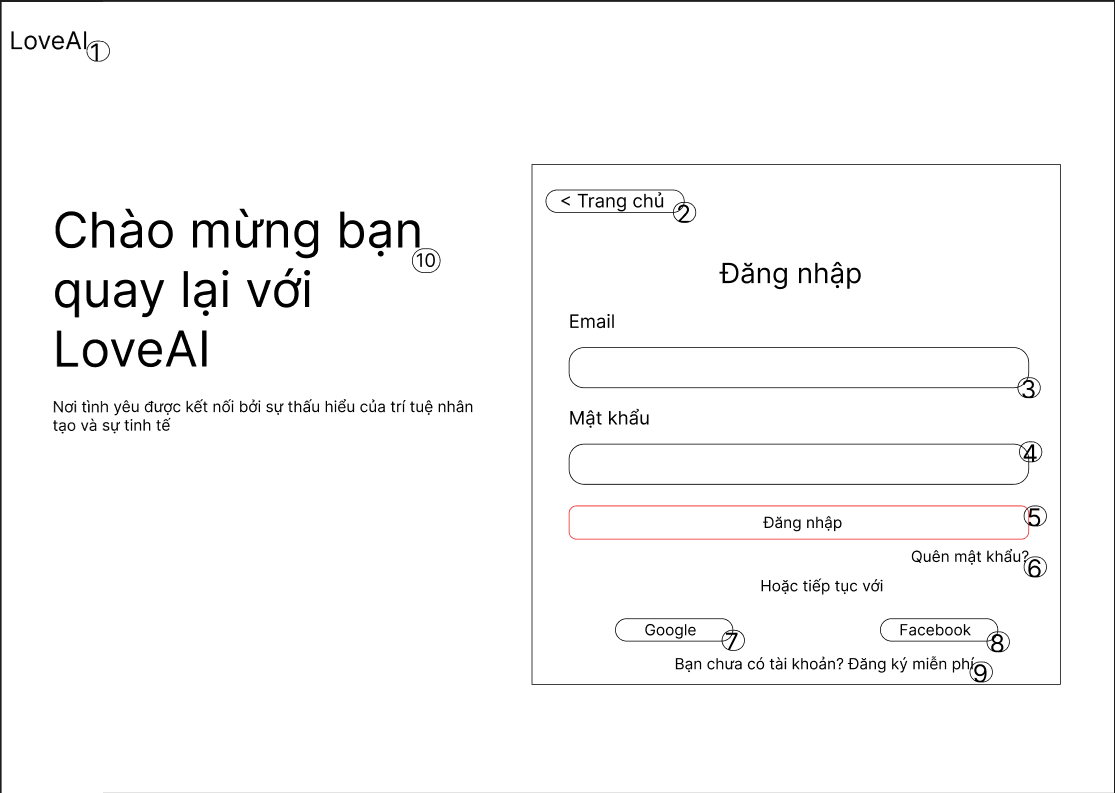 LoveAI
1
Chào mừng bạn
10
quay lại với
LoveAI
Nơi tình yêu được kết nối bởi sự thấu hiểu của trí tuệ nhân
tạo và sự tinh tế
< Trang chủ
2
Đăng nhập
Email
3
Mật khẩu
4
Đăng nhập
5
Quên mật khẩu?
6
Hoặc tiếp tục với
Google
7
Facebook
8
Bạn chưa có tài khoản? Đăng ký miễn phí
9